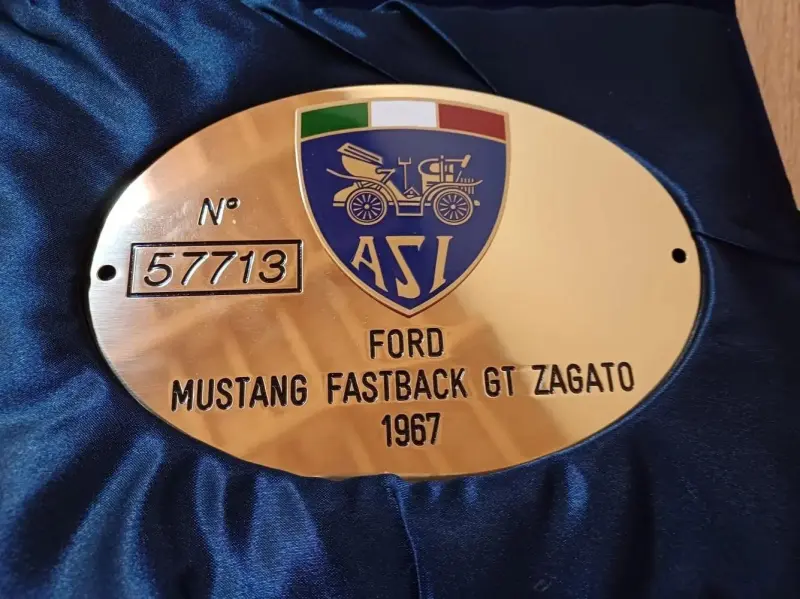 N°
57713
ASI
FORD
MUSTANG FASTBACK GT ZAGATO
1967